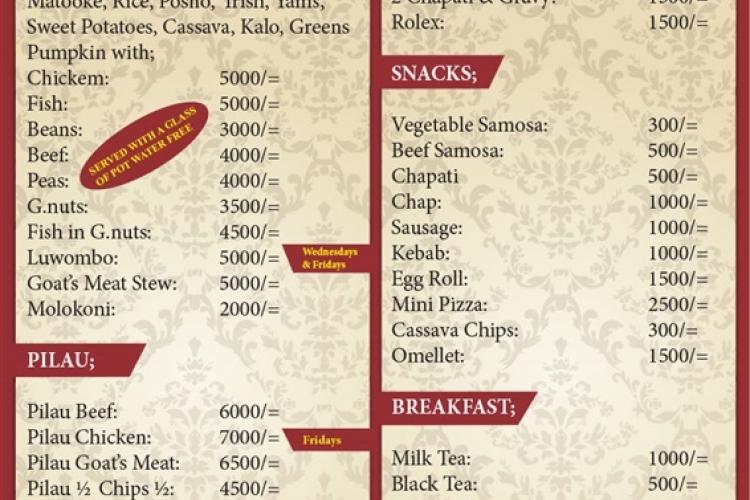 Matooke, Rice, Posho, Irish, Yams,
Sweet Potatoes, Cassava, Kalo, Greens
Pumpkin with;
Chickem: 5000/=
Fish: 5000/=
Beans: 3000/=
Beef: 4000/=
Peas: 4000/=
SERVED WITH A GLASS
OF POT WATER FREE
G.nuts: 3500/=
Fish in G.nuts: 4500/=
Luwombo: 5000/=
Wednesdays
& Fridays
Goat's Meat Stew: 5000/=
Molokoni: 2000/=
PILAU;
Pilau Beef: 6000/=
Pilau Chicken: 7000/=
Fridays
Pilau Goat's Meat: 6500/=
Pilau ½ Chips ½: 4500/=
2 Chapati & Gravy: 1500/=
Rolex: 1500/=
SNACKS;
Vegetable Samosa: 300/=
Beef Samosa: 500/=
Chapati 500/=
Chap: 1000/=
Sausage: 1000/=
Kebab: 1000/=
Egg Roll: 1500/=
Mini Pizza: 2500/=
Cassava Chips: 300/=
Omellet: 1500/=
BREAKFAST;
Milk Tea: 1000/=
Black Tea: 500/=